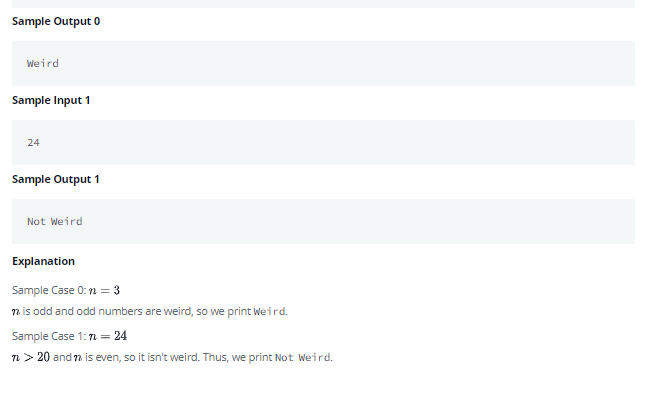 Sample Output 0
Weird
Sample Input 1
24
Sample Output 1
Not Weird
Explanation
Sample Case 0: n = 3
n is odd and odd numbers are weird, so we print Weird.
Sample Case 1: n = 24
n > 20 and n is even, so it isn't weird. Thus, we print Not Weird.